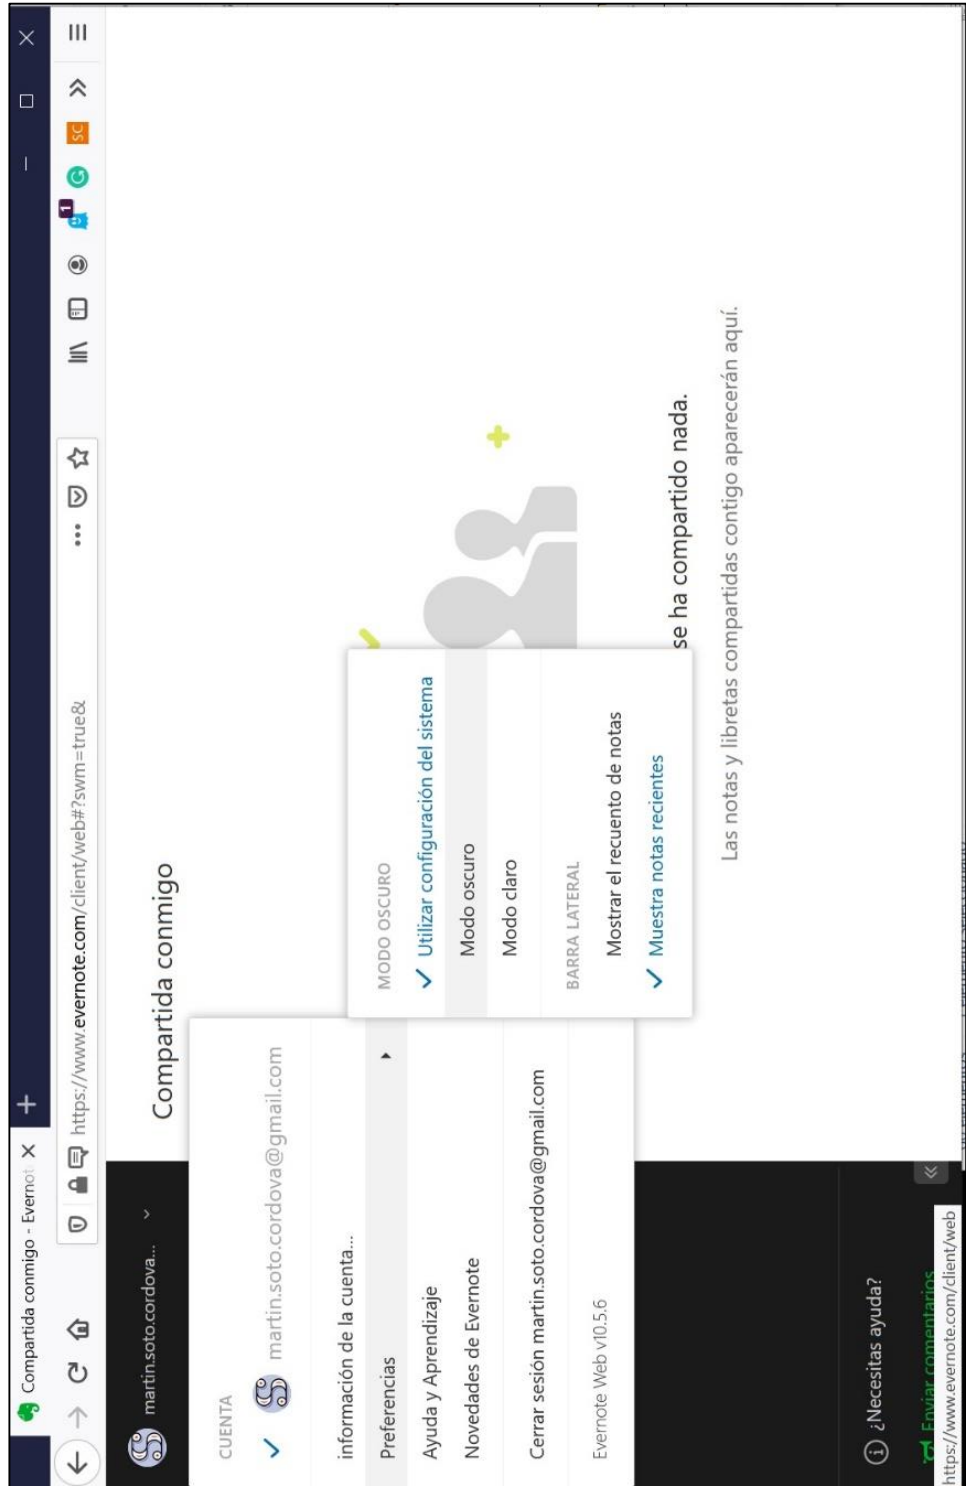 Compartida conmigo - Evernot
https://www.evernote.com/client/web#?swm=true&
1
SC
martin.soto.cordova...
Compartida conmigo
CUENTA
martin.soto.cordova@gmail.com
información de la cuenta...
Preferencias
Ayuda y Aprendizaje
Novedades de Evernote
Cerrar sesión martin.soto.cordova@gmail.com
Evernote Web v10.5.6
MODO OSCURO
Utilizar configuración del sistema
Modo oscuro
Modo claro
BARRA LATERAL
Mostrar el recuento de notas
Muestra notas recientes
se ha compartido nada.
Las notas y libretas compartidas contigo aparecerán aquí.
¿Necesitas ayuda?
Enviar comentarios
https://www.evernote.com/client/web